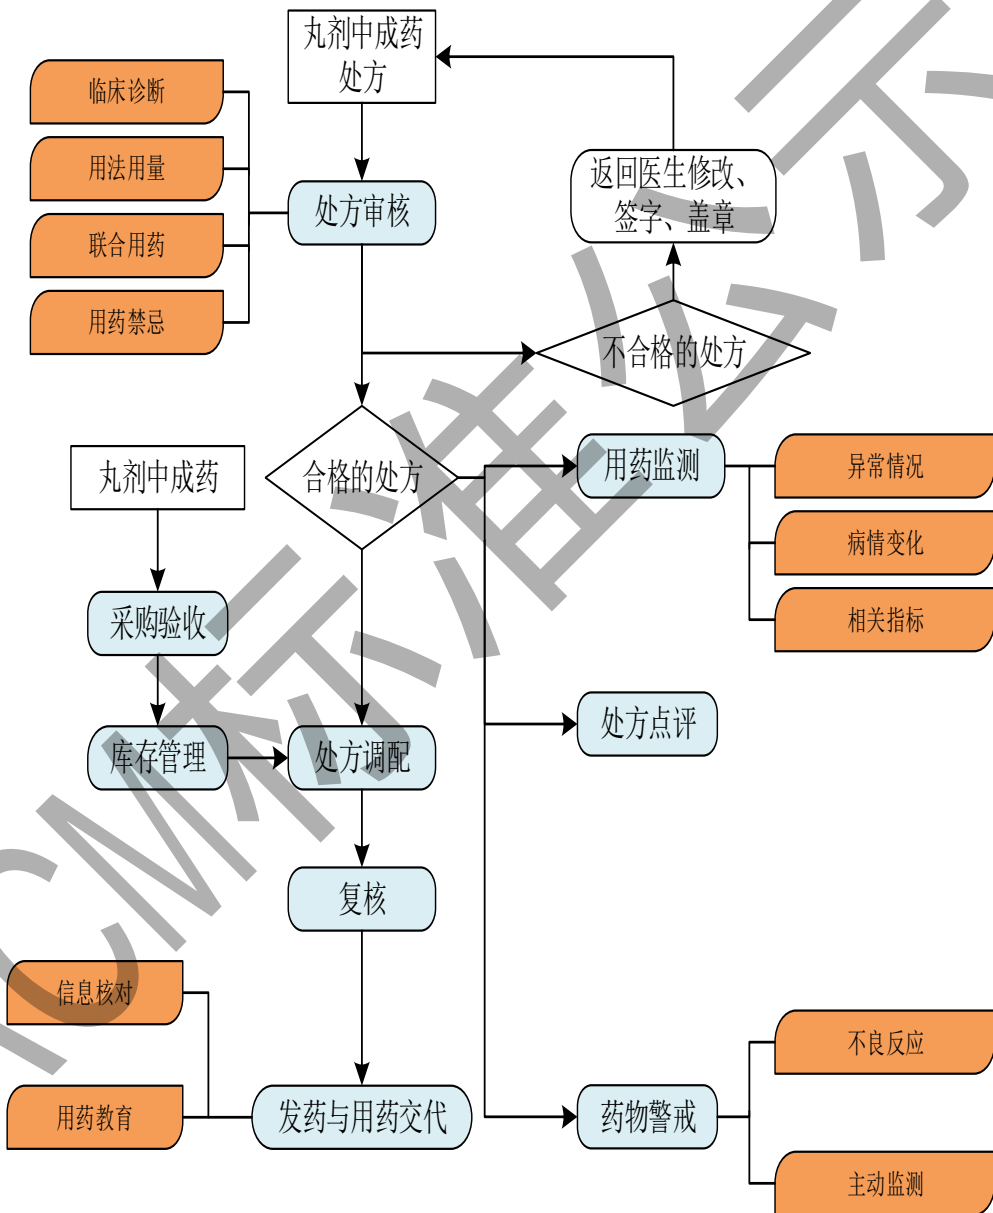 丸剂中成药
处方
临床诊断
用法用量
联合用药
用药禁忌
处方审核
返回医生修改、
签字、盖章
不合格的处方
合格的处方
丸剂中成药
采购验收
库存管理
处方调配
复核
信息核对
用药教育
发药与用药交代
用药监测
异常情况
病情变化
相关指标
处方点评
药物警戒
不良反应
主动监测
CM标准公示